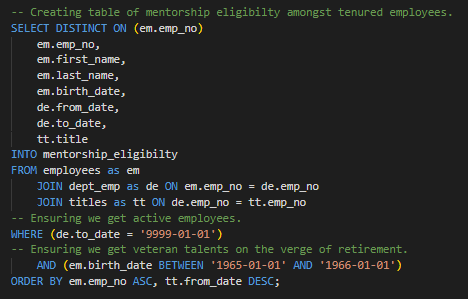 -- Creating table of mentorship eligibilty amongst tenured employees.
SELECT DISTINCT ON (em.emp_no)
    em.emp_no,
    em.first_name,
    em.last_name,
    em.birth_date,
    de.from_date,
    de.to_date,
    tt.title
INTO mentorship_eligibilty
FROM employees as em
    JOIN dept_emp as de ON em.emp_no = de.emp_no
    JOIN titles as tt ON de.emp_no = tt.emp_no
-- Ensuring we get active employees.
WHERE (de.to_date = '9999-01-01')
-- Ensuring we get veteran talents on the verge of retirement.
    AND (em.birth_date BETWEEN '1965-01-01' AND '1966-01-01')
ORDER BY em.emp_no ASC, tt.from_date DESC;